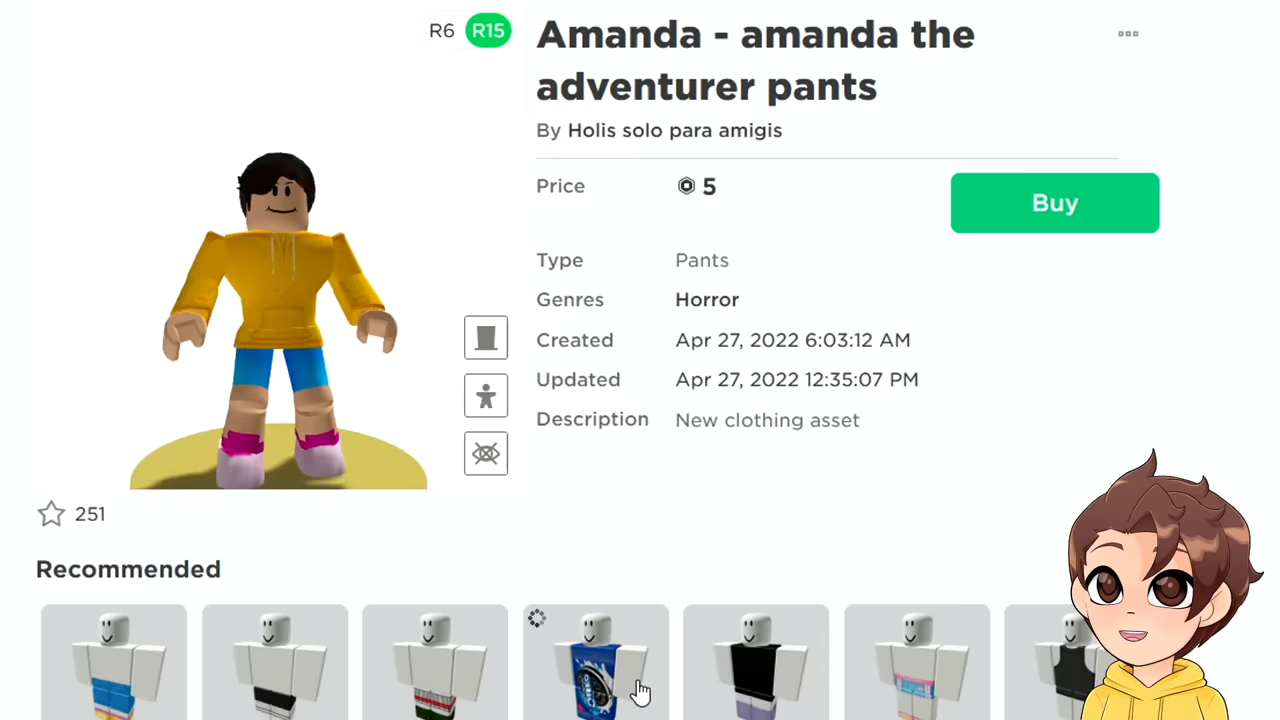 R6 R15
Amanda - amanda the
adventurer pants
By Holis solo para amigis
Price 5
Buy
Type Pants
Genres Horror
Created Apr 27, 2022 6:03:12 AM
Updated Apr 27, 2022 12:35:07 PM
Description New clothing asset
251
Recommended
OREO